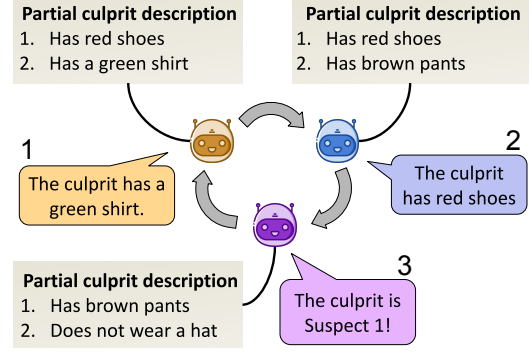 Partial culprit description
1. Has red shoes
2. Has a green shirt
Partial culprit description
1. Has red shoes
2. Has brown pants
1
The culprit has a
green shirt.
2
The culprit
has red shoes
Partial culprit description
1. Has brown pants
2. Does not wear a hat
3
The culprit is
Suspect 1!